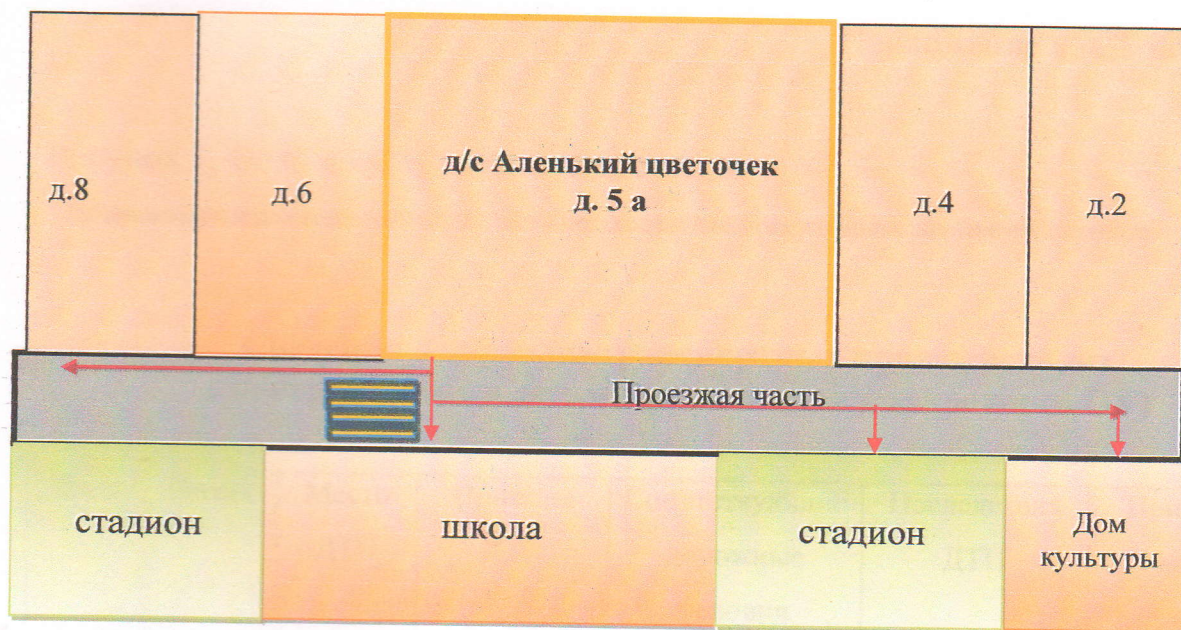 д.8
д.6
д/с Аленький цветочек
д. 5 а
д.4
д.2
Проезжая часть
стадион
школа
стадион
Дом
культуры